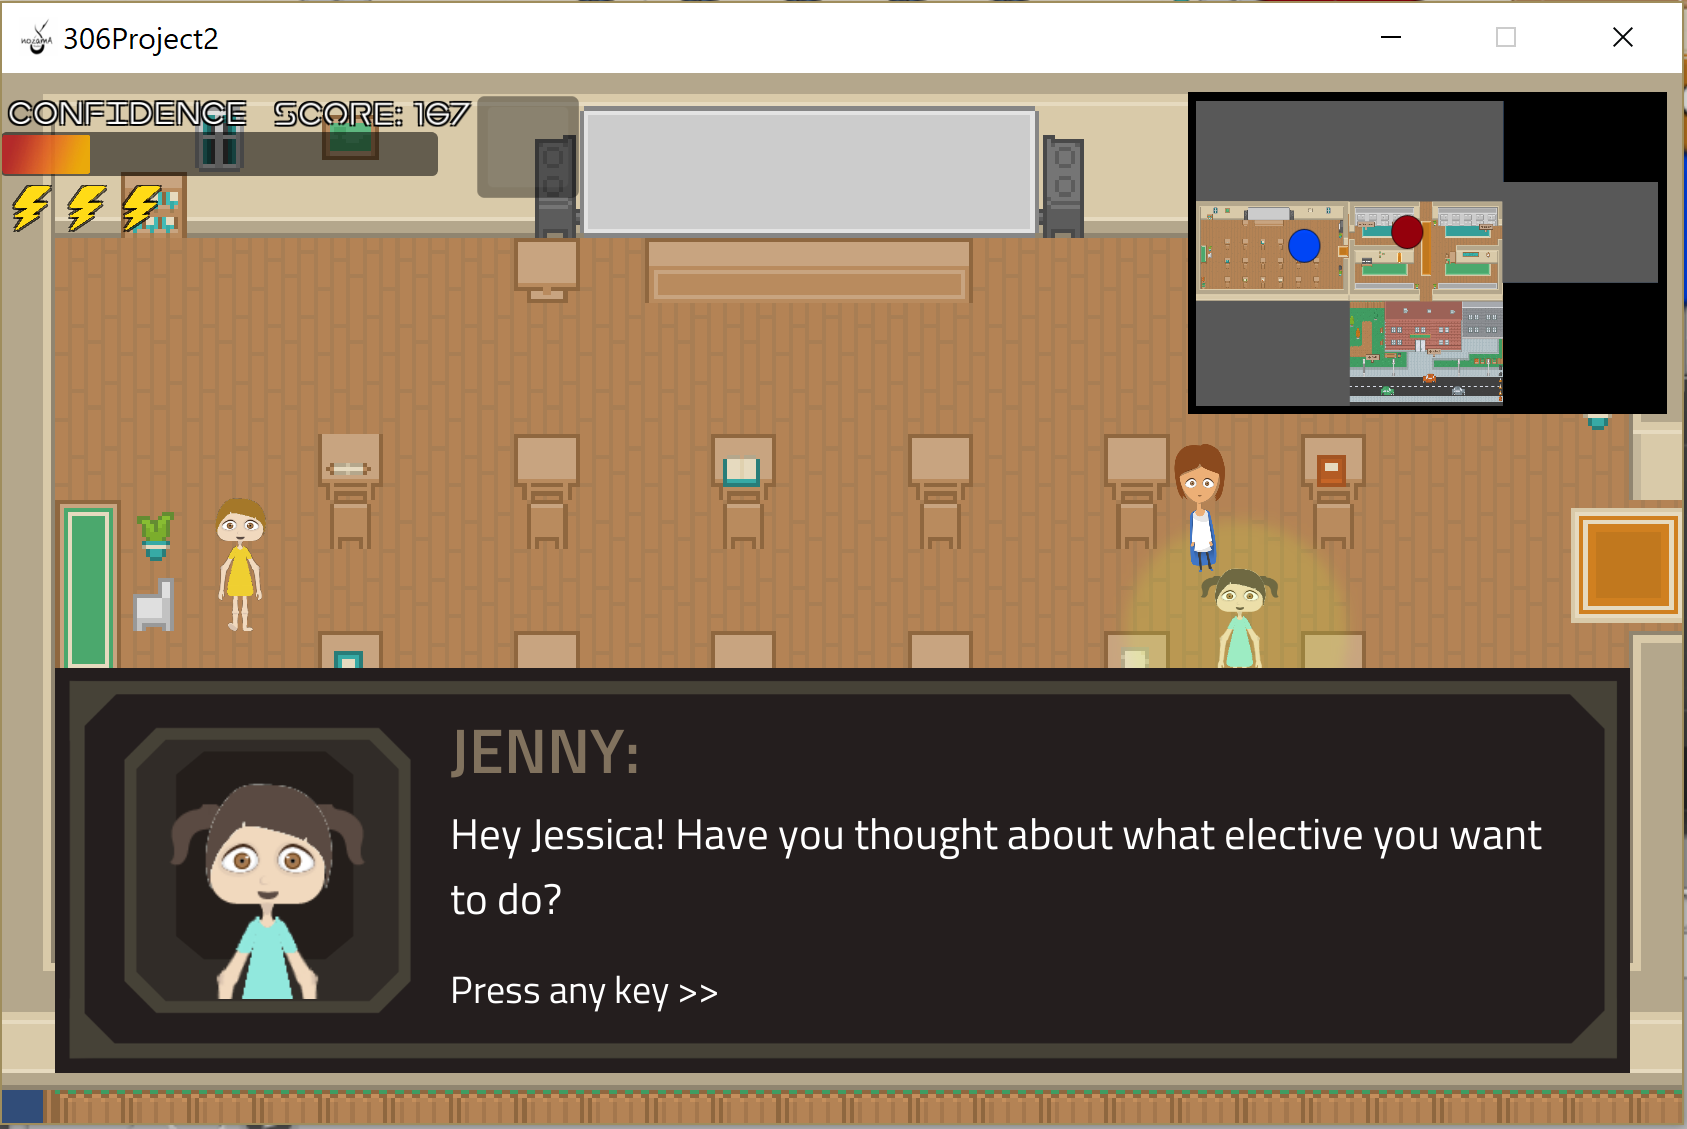 306Project2
CONFIDENCE SCORE: 167
JENNY:
Hey Jessica! Have you thought about what elective you want
to do?
Press any key >>